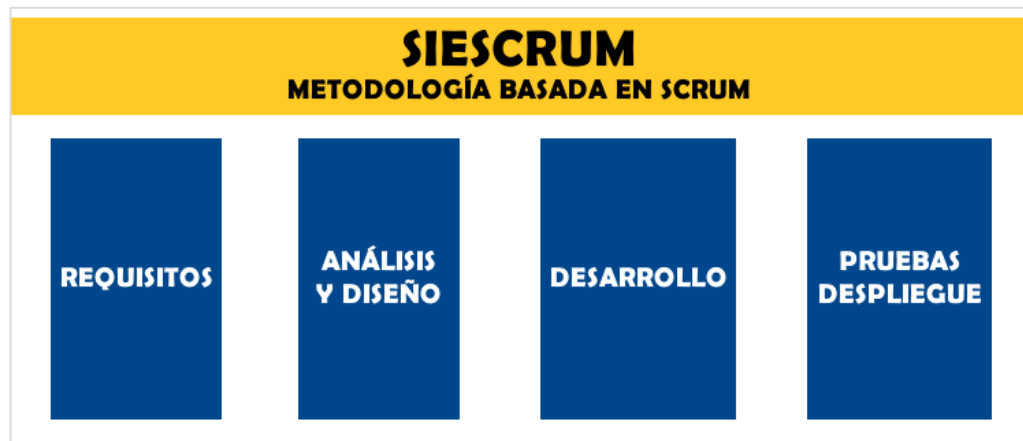 SIESCRUM
METODOLOGÍA BASADA EN SCRUM
REQUISITOS
ANÁLISIS
Y DISEÑO
DESARROLLO
PRUEBAS
DESPLIEGUE